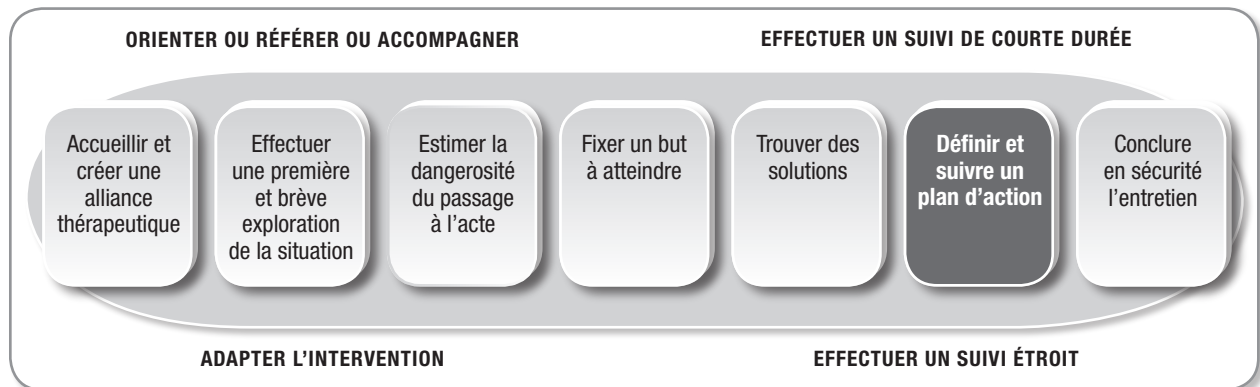 ORIENTER OU RÉFÉRER OU ACCOMPAGNER
EFFECTUER UN SUIVI DE COURTE DURÉE
Accueillir et
créer une
alliance
thérapeutique
Effectuer
une première
et brève
exploration
de la situation
Estimer la
dangerosité
du passage
à l’acte
Fixer un but
à atteindre
Trouver des
solutions
Définir et
suivre un
plan d’action
Conclure
en sécurité
l’entretien
ADAPTER L’INTERVENTION
EFFECTUER UN SUIVI ÉTROIT